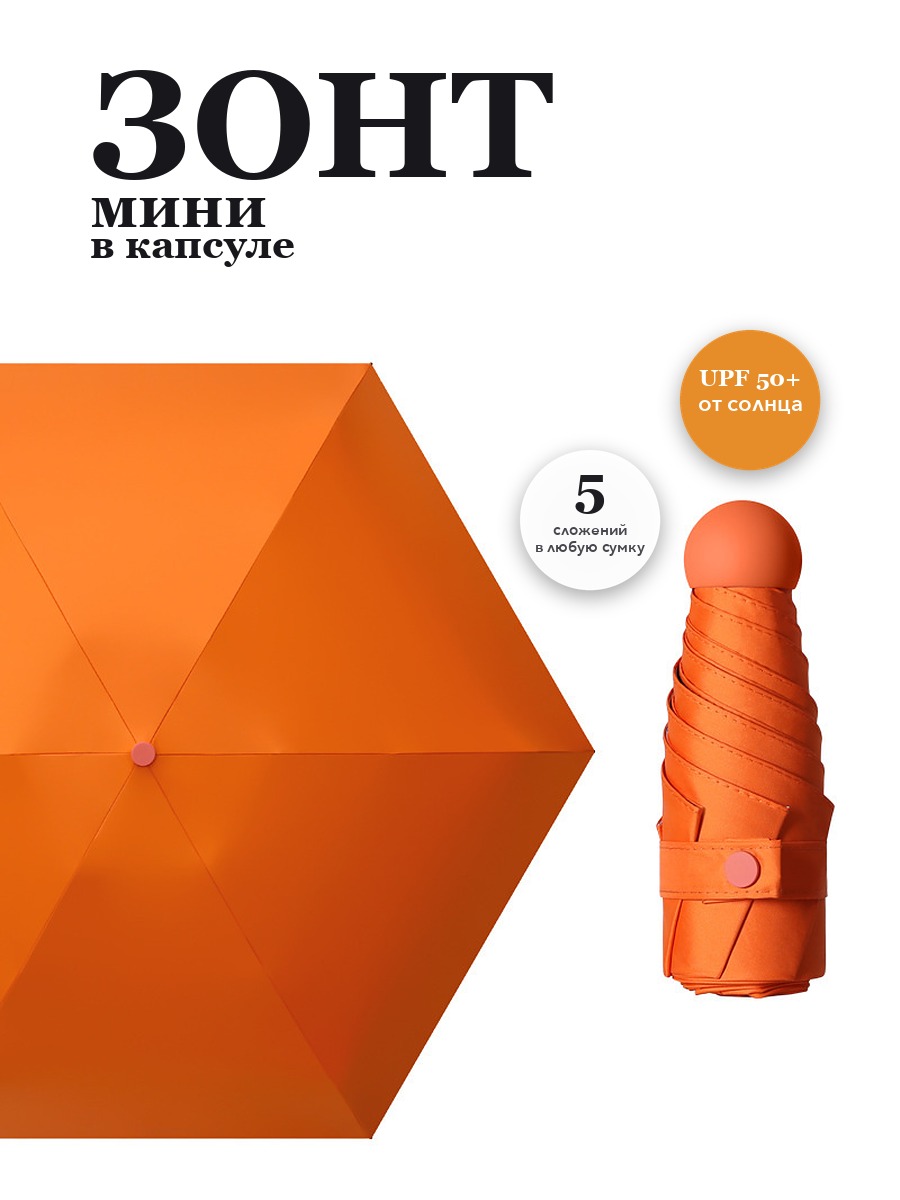 ЗОНТ
мини
в капсуле
UPF 50+
от солнца
5
сложений
в любую сумку